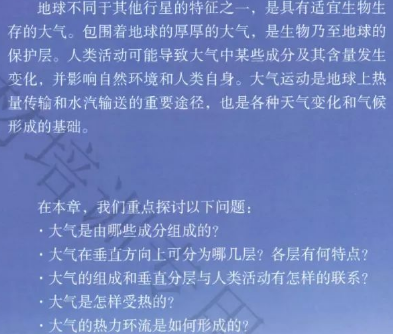 地球不同于其他行星的特征之一，是具有适宜生物生
存的大气。包围着地球的厚厚的大气，是生物乃至地球的
保护层。人类活动可能导致大气中某些成分及其含量发生
变化，并影响自然环境和人类自身。大气运动是地球上热
量传输和水汽输送的重要途径，也是各种天气变化和气候
形成的基础。
在本章，我们重点探讨以下问题：
·大气是由哪些成分组成的？
·大气在垂直方向上可分为哪几层？各层有何特点？
·大气的组成和垂直分层与人类活动有怎样的联系？
·大气是怎样受热的？
·大气的热力环流是如何形成的？
培训